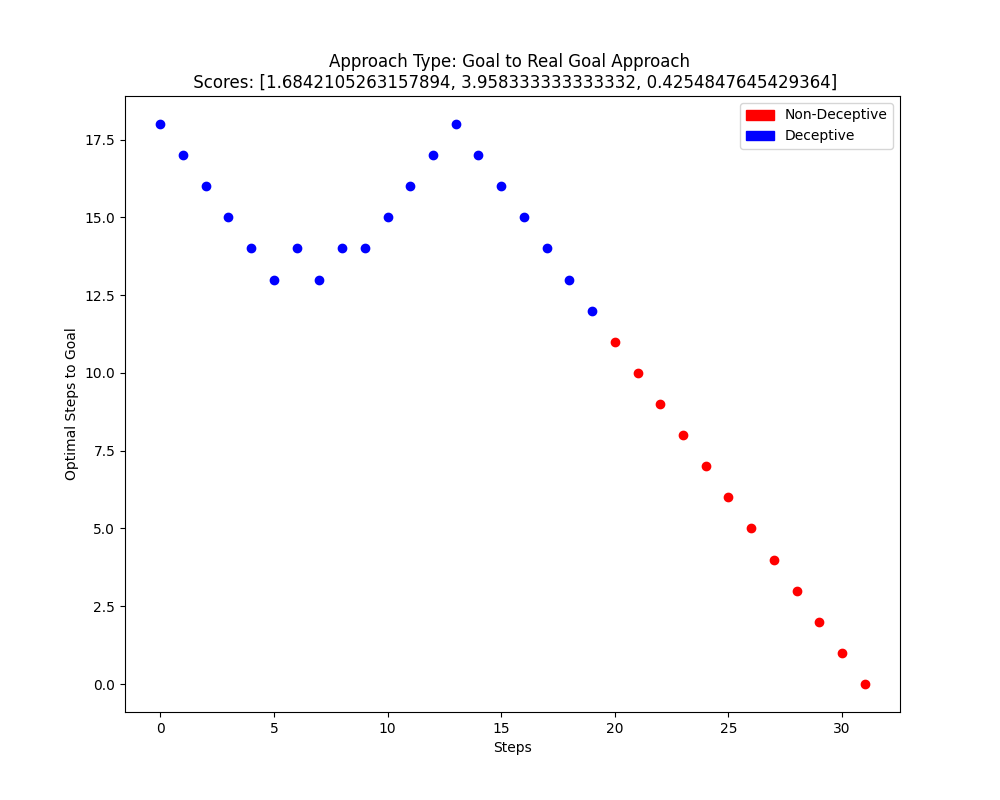 Approach Type: Goal to Real Goal Approach
Scores: [1.6842105263157894, 3.958333333333332, 0.4254847645429364]
Non-Deceptive
Deceptive
17.5
15.0
12.5
10.0
7.5
5.0
2.5
0.0
Optimal Steps to Goal
0 5 10 15 20 25 30
Steps